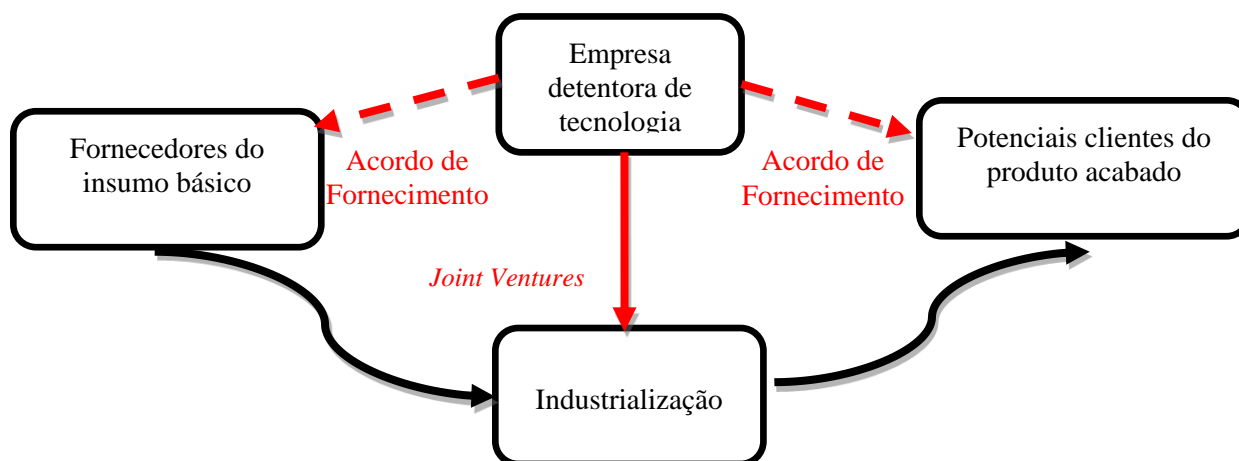 Empresa
detentora de
tecnologia
Fornecedores do
insumo básico
Acordo de
Fornecimento
Acordo de
Fornecimento
Potenciais clientes do
produto acabado
Joint Ventures
Industrialização